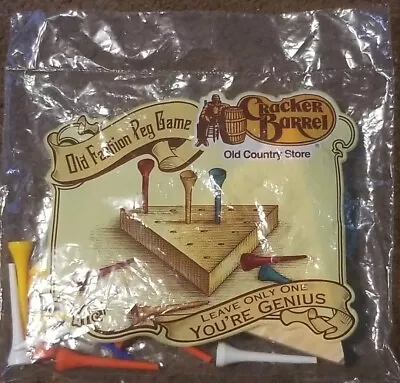 Old Fashion Peg Game
Cracker
Barrel
Old Country Store
®
LEAVE ONLY ONE
YOU'RE GENIUS